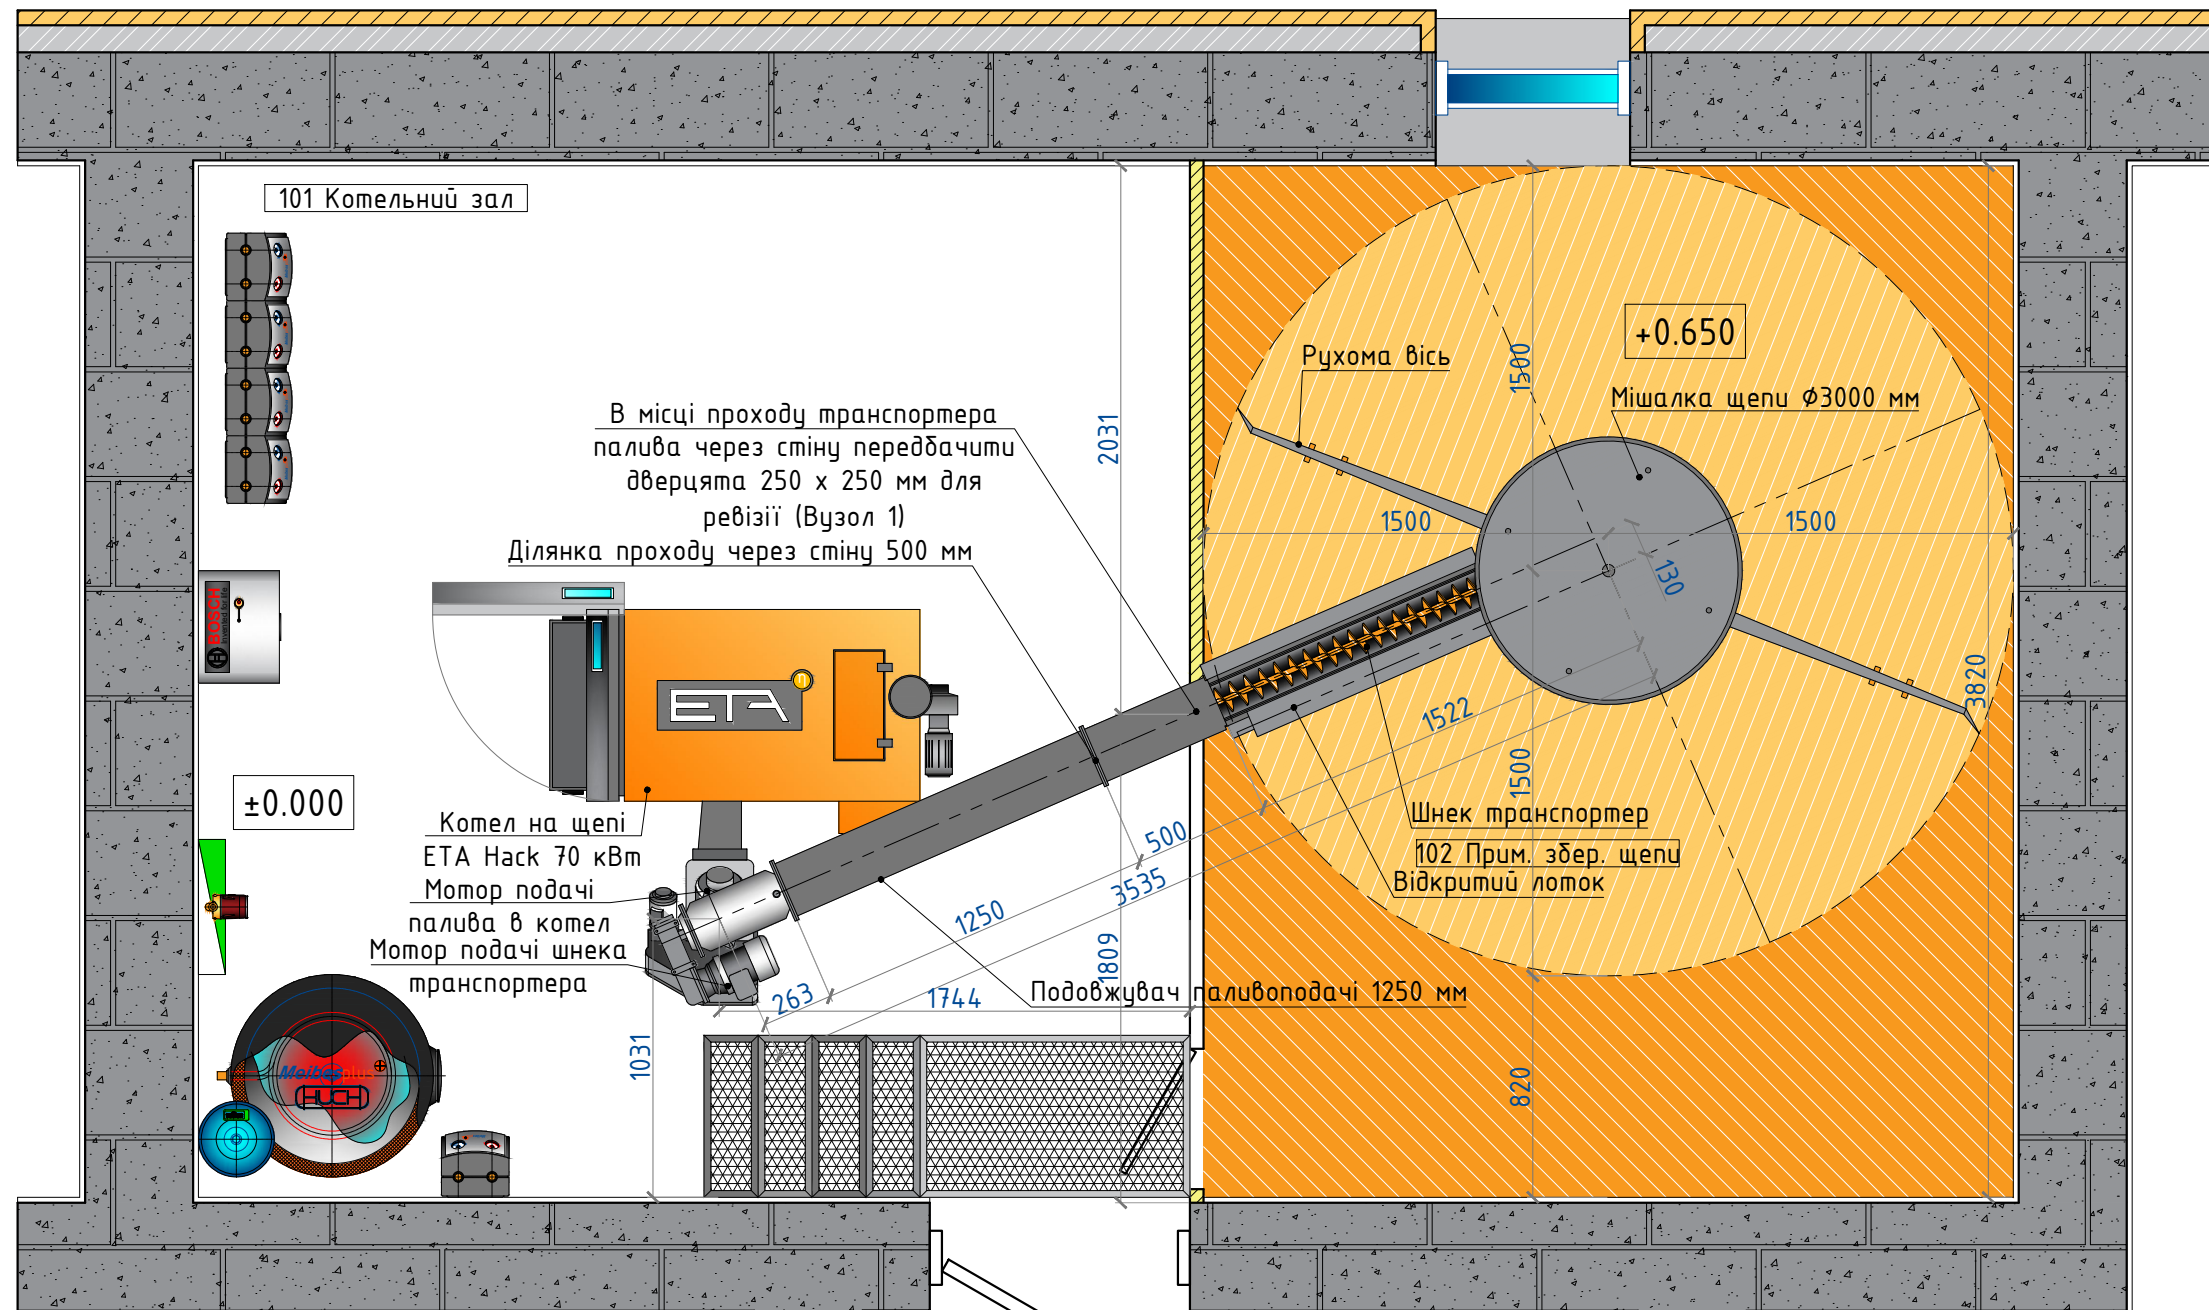 101 Котельний зал
+0.650
Рухома вісь
1500
Мішалка щепи Ф3000 мм
В місці проходу транспортера
палива через стіну передбачити
дверцята 250 х 250 мм для
ревізії (Вузол 1)
Ділянка проходу через стіну 500 мм
2031
1500
1500
130
BOSCH
ETA
3820
1522
1500
±0.000
Котел на щепі
ETA Hack 70 кВт
Мотор подачі
палива в котел
Мотор подачі шнека
транспортера
500
Шнек транспортер
102 Прим. збер. щепи
Відкритий лоток
3535
1250
1809
263
1744
Подовжувач паливоподачі 1250 мм
1031
820
Meibes plus
HUCH